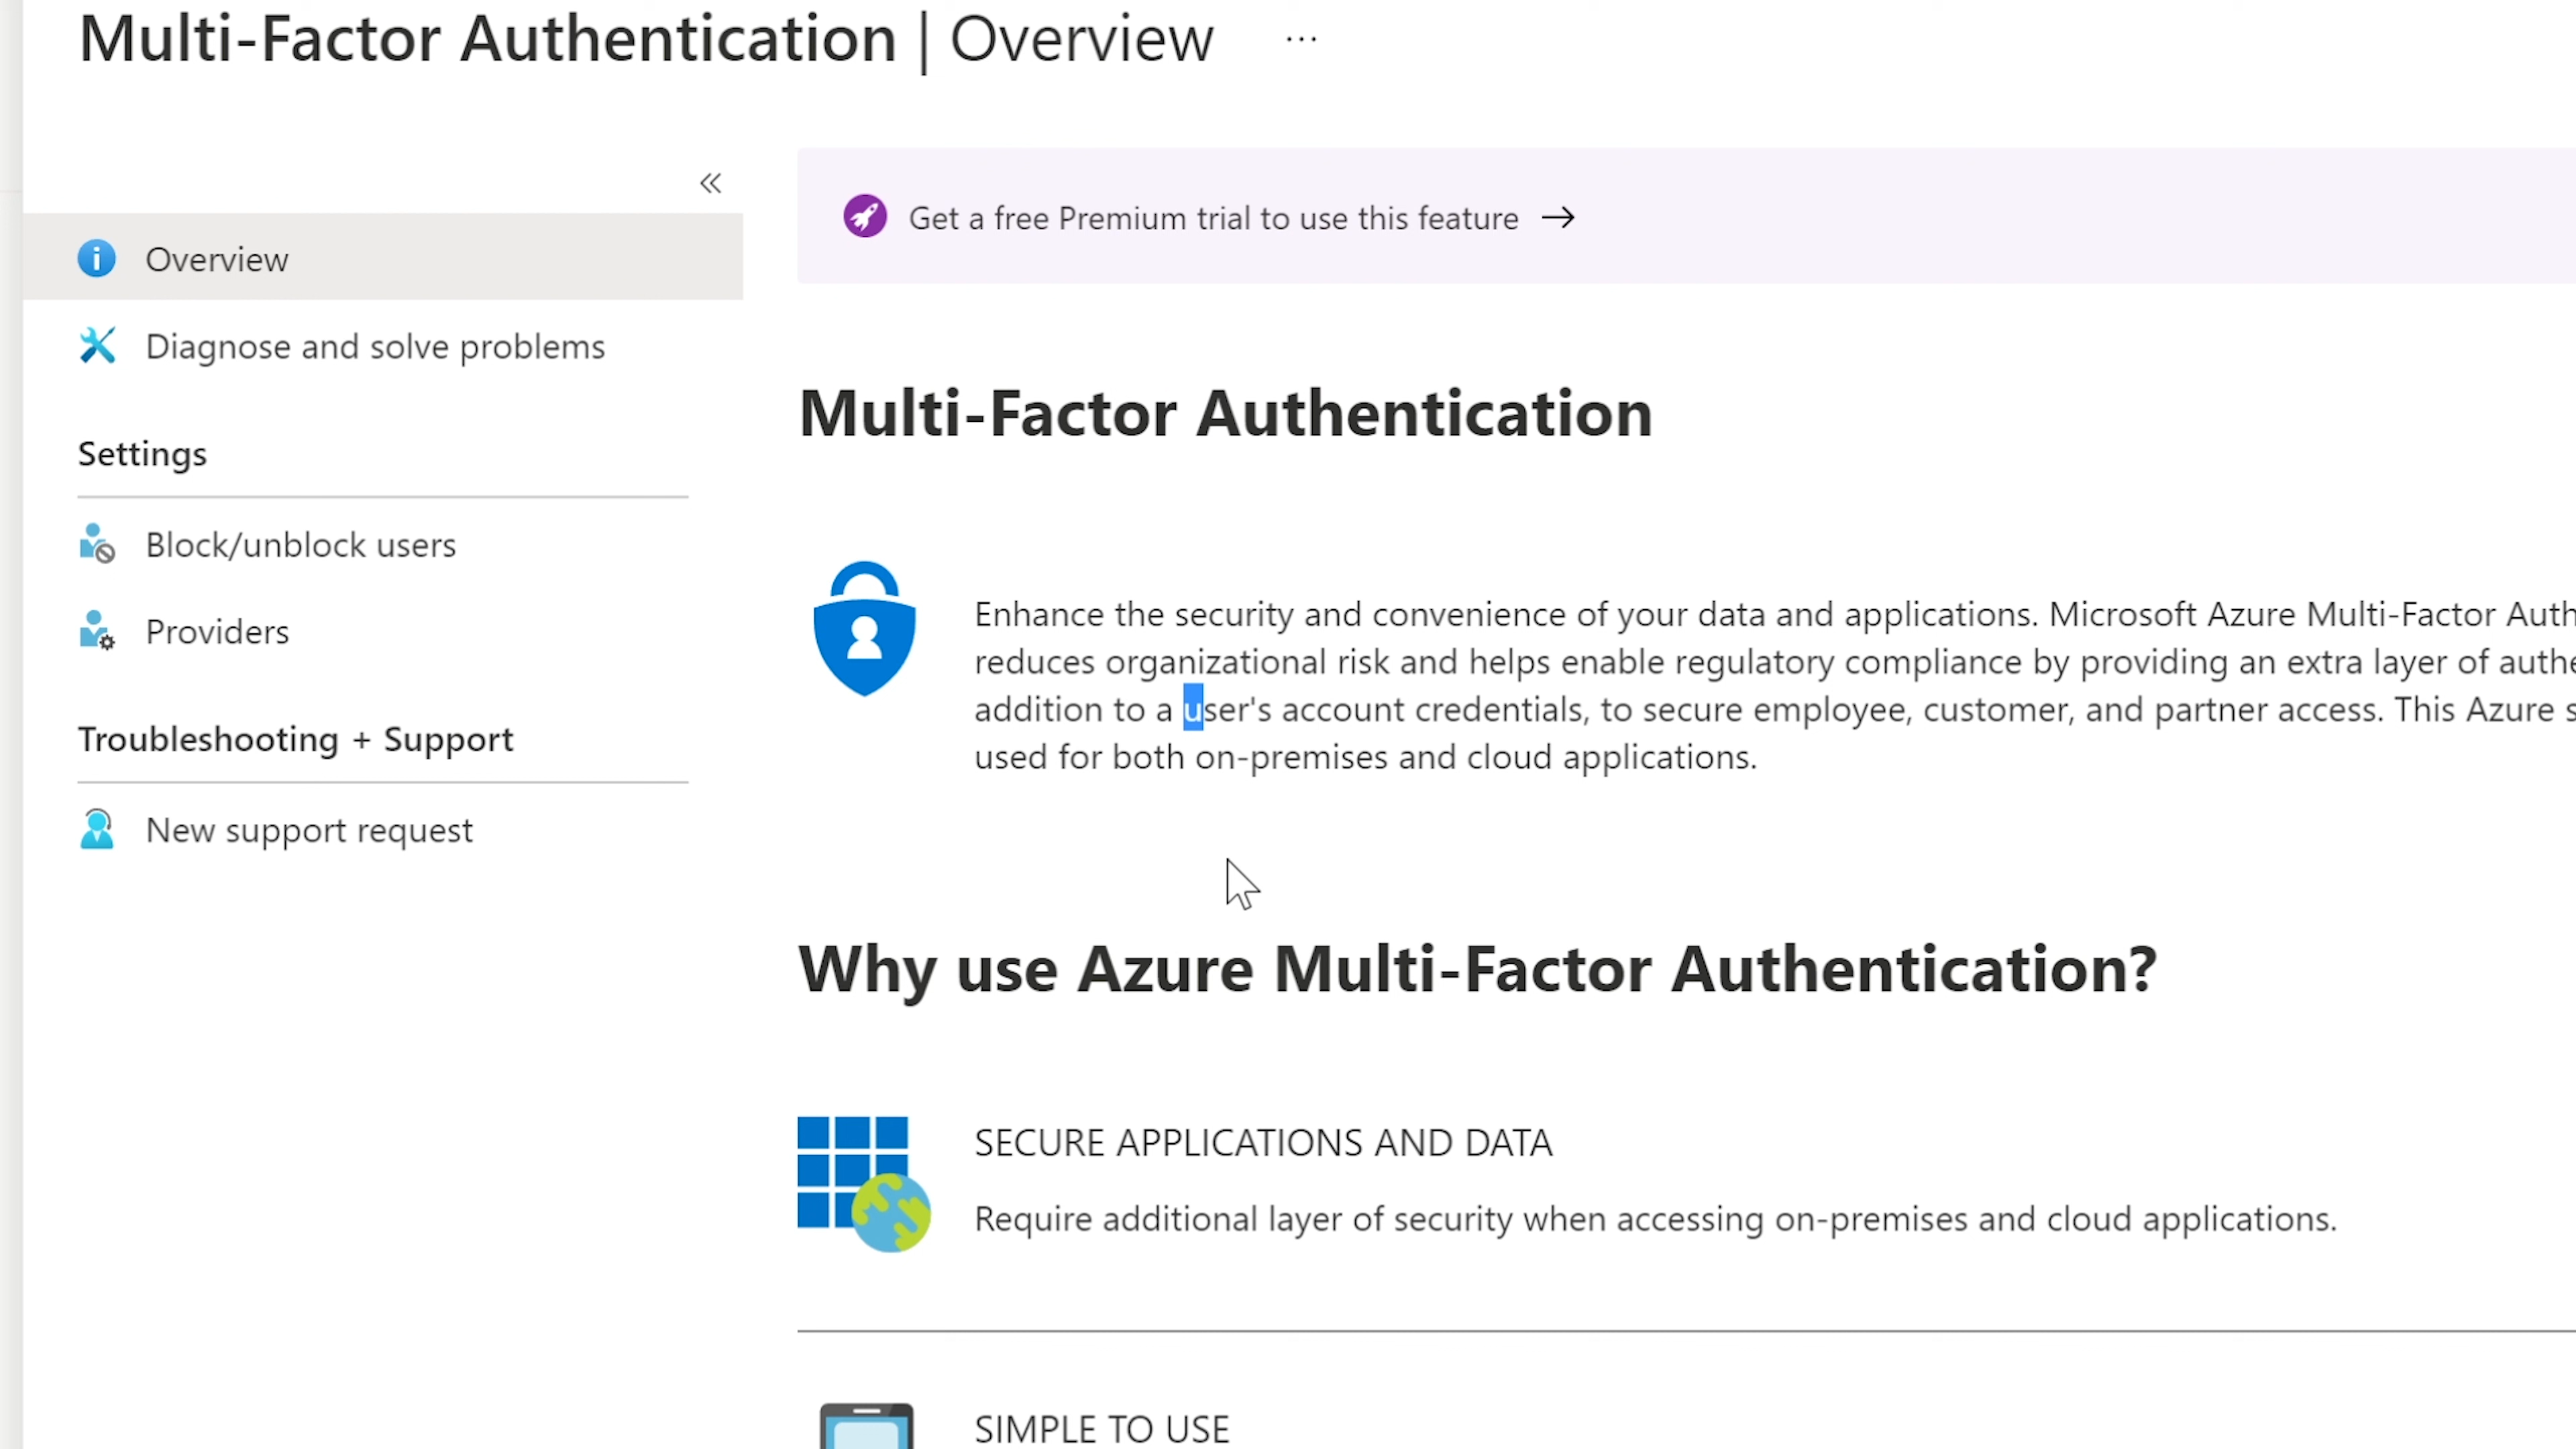 Multi-Factor Authentication | Overview ...
«
Overview
Diagnose and solve problems
Settings
Block/unblock users
Providers
Troubleshooting + Support
New support request
Get a free Premium trial to use this feature →
Multi-Factor Authentication
Enhance the security and convenience of your data and applications. Microsoft Azure Multi-Factor Auth
reduces organizational risk and helps enable regulatory compliance by providing an extra layer of authe
addition to a user's account credentials, to secure employee, customer, and partner access. This Azure s
used for both on-premises and cloud applications.
Why use Azure Multi-Factor Authentication?
SECURE APPLICATIONS AND DATA
Require additional layer of security when accessing on-premises and cloud applications.
SIMPLE TO USE